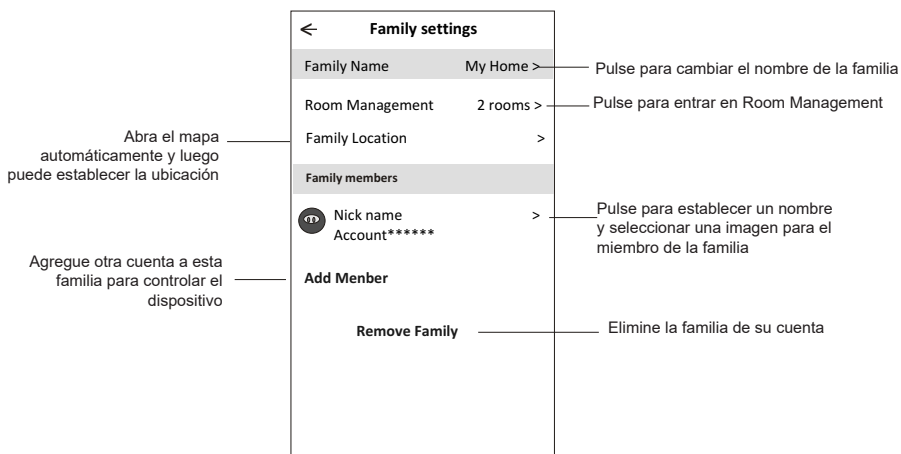 ← Family settings
Family Name My Home >
Pulse para cambiar el nombre de la familia
Room Management 2 rooms >
Pulse para entrar en Room Management
Family Location >
Abra el mapa
automáticamente y luego
puede establecer la ubicación
Family members
Nick name >
Account******
Pulse para establecer un nombre
y seleccionar una imagen para el
miembro de la familia
Add Menber
Agregue otra cuenta a esta
familia para controlar el
dispositivo
Remove Family
Elimine la familia de su cuenta